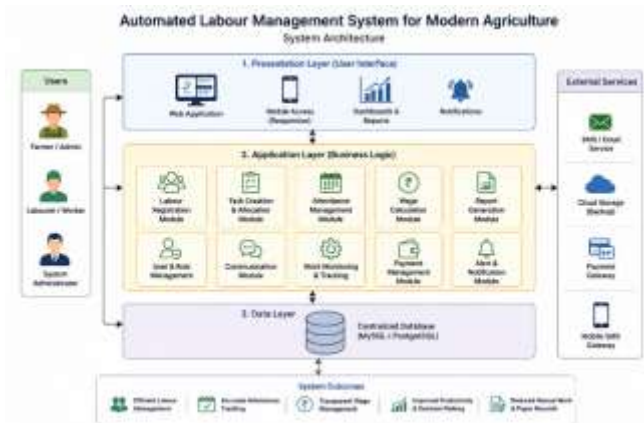 Automated Labour Management System for Modern Agriculture
System Architecture
Users
Farmer / Admin
Labourer / Worker
System
Administrator
1. Presentation Layer (User Interface)
Web Application
Mobile Access
(Responsive)
Dashboards &
Reports
Notifications
2. Application Layer (Business Logic)
Labour
Registration
Module
Task Creation
& Allocation
Module
Attendance
Management
Module
Wage
Calculation
Module
Report
Generation
Module
User & Role
Management
Communication
Module
Work Monitoring
& Tracking
Payment
Management
Module
Alert &
Notification
Module
3. Data Layer
Centralized Database
(MySQL / PostgreSQL)
External Services
SMS / Email
Service
Cloud Storage
(Backup)
Payment
Gateway
Mobile SMS
Gateway
System Outcomes
Efficient Labour
Management
Attendance
Tracking
Transparent Wage
Management
Improved Productivity
& Decision Making
Reduced Manual Work
& Paper Records